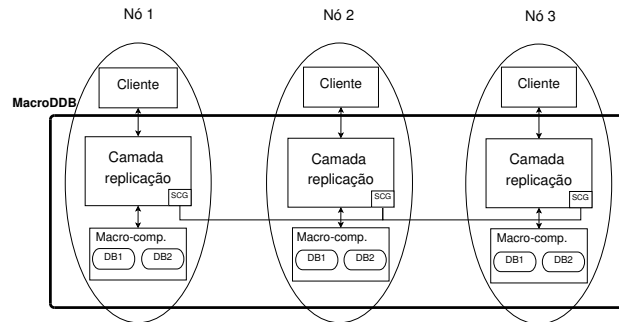 Nó 1
Nó 2
Nó 3
Cliente
Cliente
Cliente
MacroDDB
Camada
replicação
SCG
Camada
replicação
SCG
Camada
replicação
SCG
Macro-comp.
DB1
DB2
Macro-comp.
DB1
DB2
Macro-comp.
DB1
DB2